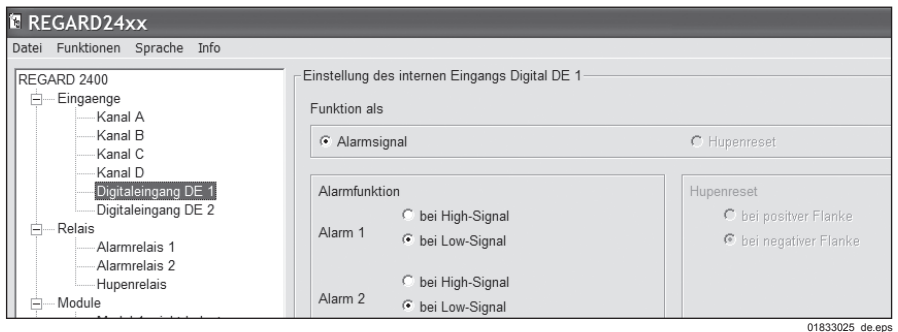 REGARD24xx
Datei Funktionen Sprache Info
REGARD 2400
Eingaenge
Kanal A
Kanal B
Kanal C
Kanal D
Digitaleingang DE 1
Digitaleingang DE 2
Relais
Alarmrelais 1
Alarmrelais 2
Hupenrelais
Module
Einstellung des internen Eingangs Digital DE 1
Funktion als
Alarmsignal
Hupenreset
Alarmfunktion
Alarm 1
bei High-Signal
bei Low-Signal
Alarm 2
bei High-Signal
bei Low-Signal
Hupenreset
bei positver Flanke
bei negativer Flanke
01833025_de.eps